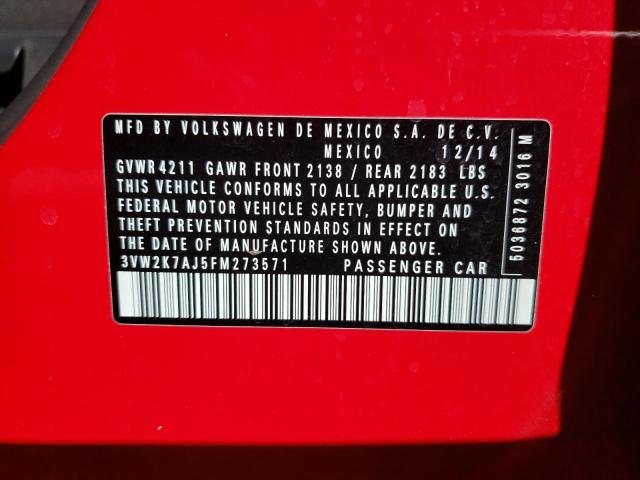 MFD BY VOLKSWAGEN DE MEXICO S.A. DE C.V.
MEXICO 12/14
GVWR 4211 GAWR FRONT 2138 / REAR 2183 LBS
THIS VEHICLE CONFORMS TO ALL APPLICABLE U.S.
FEDERAL MOTOR VEHICLE SAFETY, BUMPER AND
THEFT PREVENTION STANDARDS IN EFFECT ON
THE DATE OF MANUFACTURE SHOWN ABOVE.
3VW2K7AJ5FM273571 PASSENGER CAR
5036872 3016 M